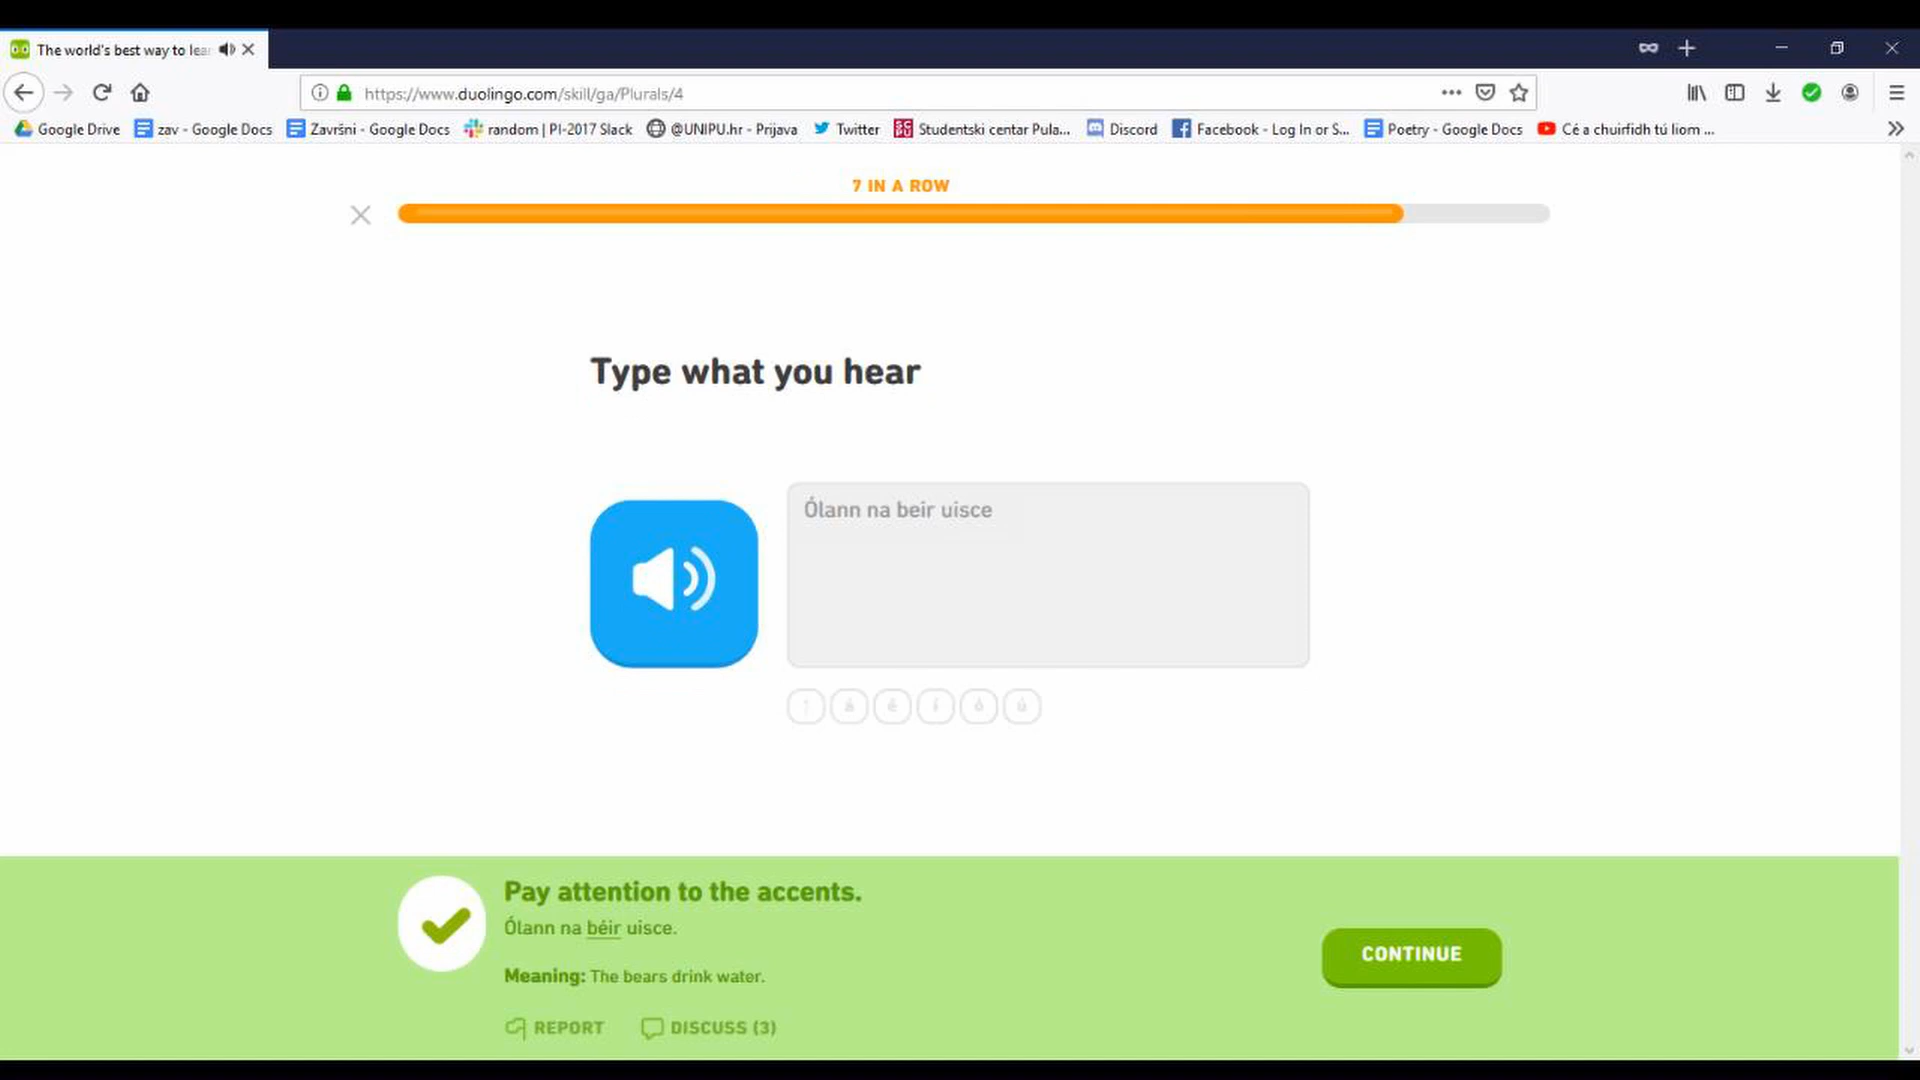 The world's best way to lea
https://www.duolingo.com/skill/ga/Plurals/4
Google Drive zav - Google Docs Završni - Google Docs random | PI-2017 Slack @UNIPU.hr - Prijava Twitter Studentski centar Pula... Discord Facebook - Log In or S... Poetry - Google Docs Cé a chuirfidh tú liom ...
7 IN A ROW
Type what you hear
Ólann na beir uisce
↑ á é í ó ú
Pay attention to the accents.
Ólann na béir uisce.
Meaning: The bears drink water.
CONTINUE
REPORT DISCUSS (3)